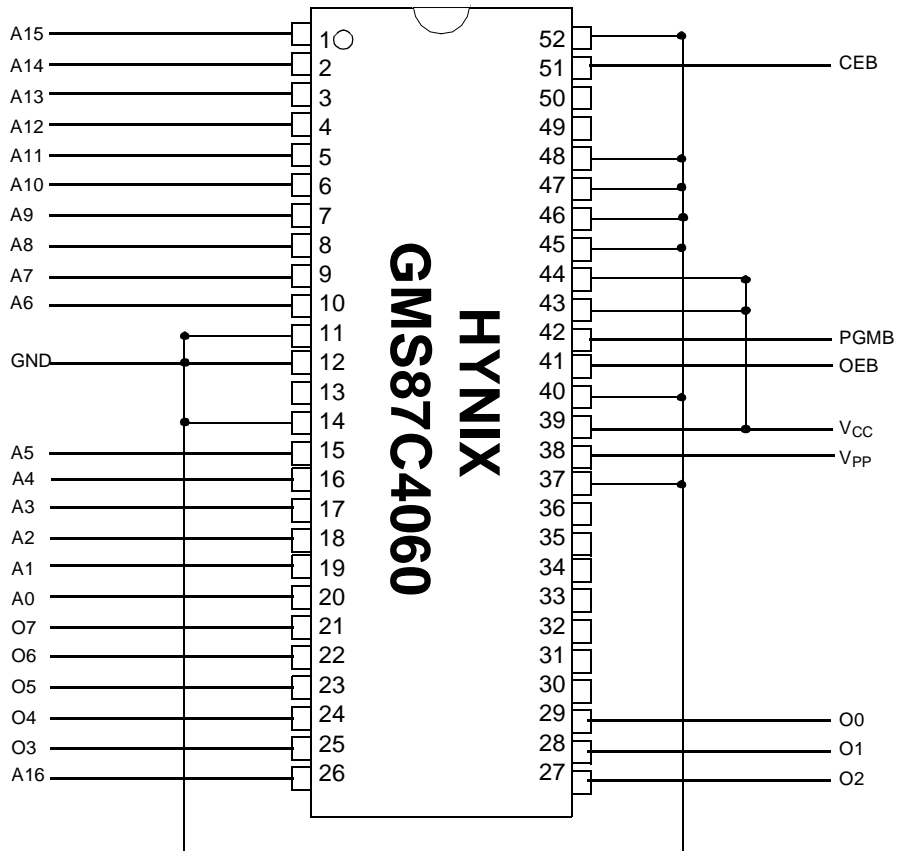 A15 1 52
A14 2 51 CEB
A13 3 50
A12 4 49
A11 5 48
A10 6 47
A9 7 46
A8 8 45
A7 9 44
A6 10 43
11 42 PGMB
GND 12 41 OEB
13 40
14 39 VCC
A5 15 38 VPP
A4 16 37
A3 17 36
A2 18 35
A1 19 34
A0 20 33
O7 21 32
O6 22 31
O5 23 30
O4 24 29 O0
O3 25 28 O1
A16 26 27 O2
HYNIX
GMS87C4060